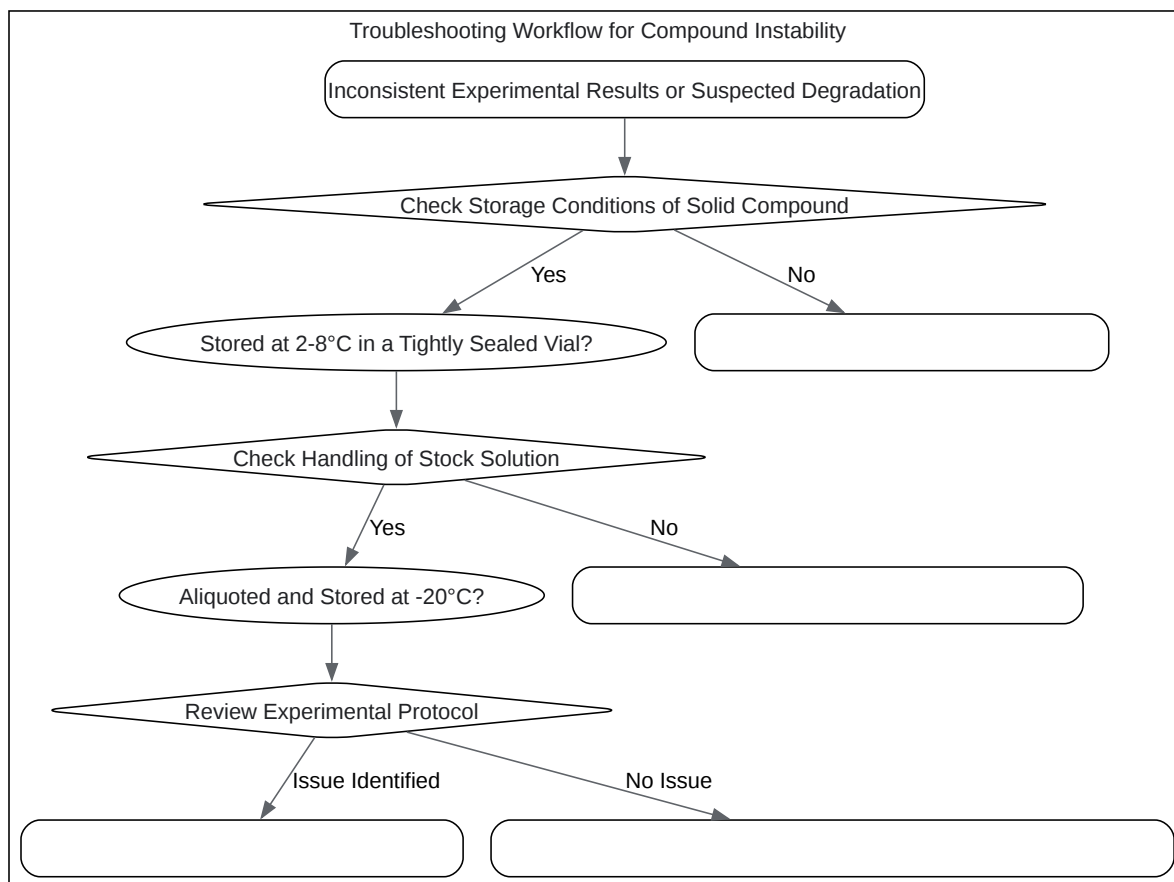 Troubleshooting Workflow for Compound Instability
Inconsistent Experimental Results or Suspected Degradation
Check Storage Conditions of Solid Compound
Yes
No
Stored at 2-8°C in a Tightly Sealed Vial?
Check Handling of Stock Solution
Yes
No
Aliquoted and Stored at -20°C?
Review Experimental Protocol
Issue Identified
No Issue